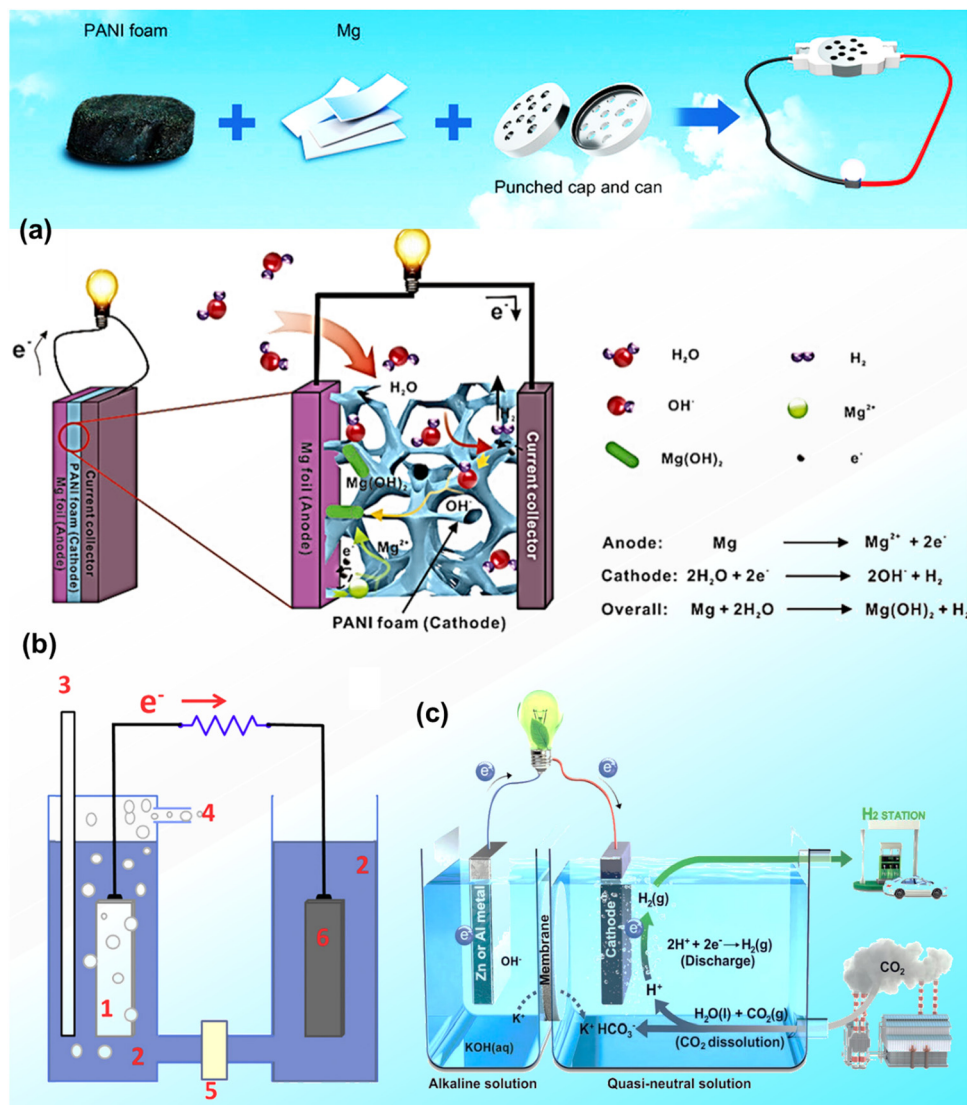 PANI foam
Mg
Punched cap and can
(a)
e⁻
Mg foil (Anode)
PANI foam (Cathode)
Current collector
e⁻
H₂O
H₂
Mg(OH)₂
OH⁻
Mg²⁺
e⁻
Mg foil (Anode)
Current collector
PANI foam (Cathode)
H₂O
H₂
OH⁻
Mg²⁺
Mg(OH)₂
e⁻
Anode: Mg ⟶ Mg²⁺ + 2e⁻
Cathode: 2H₂O + 2e⁻ ⟶ 2OH⁻ + H₂
Overall: Mg + 2H₂O ⟶ Mg(OH)₂ + H₂
(b)
3
e⁻
4
2
1
6
2
5
(c)
e⁻
e⁻
H₂ STATION
Zn or Al metal
e⁻
OH⁻
Membrane
Cathode
e⁻
H₂(g)
2H⁺ + 2e⁻→H₂(g)
(Discharge)
H⁺
CO₂
K⁺
K⁺ HCO₃⁻
H₂O(l) + CO₂(g)
(CO₂ dissolution)
KOH(aq)
Alkaline solution
Quasi-neutral solution